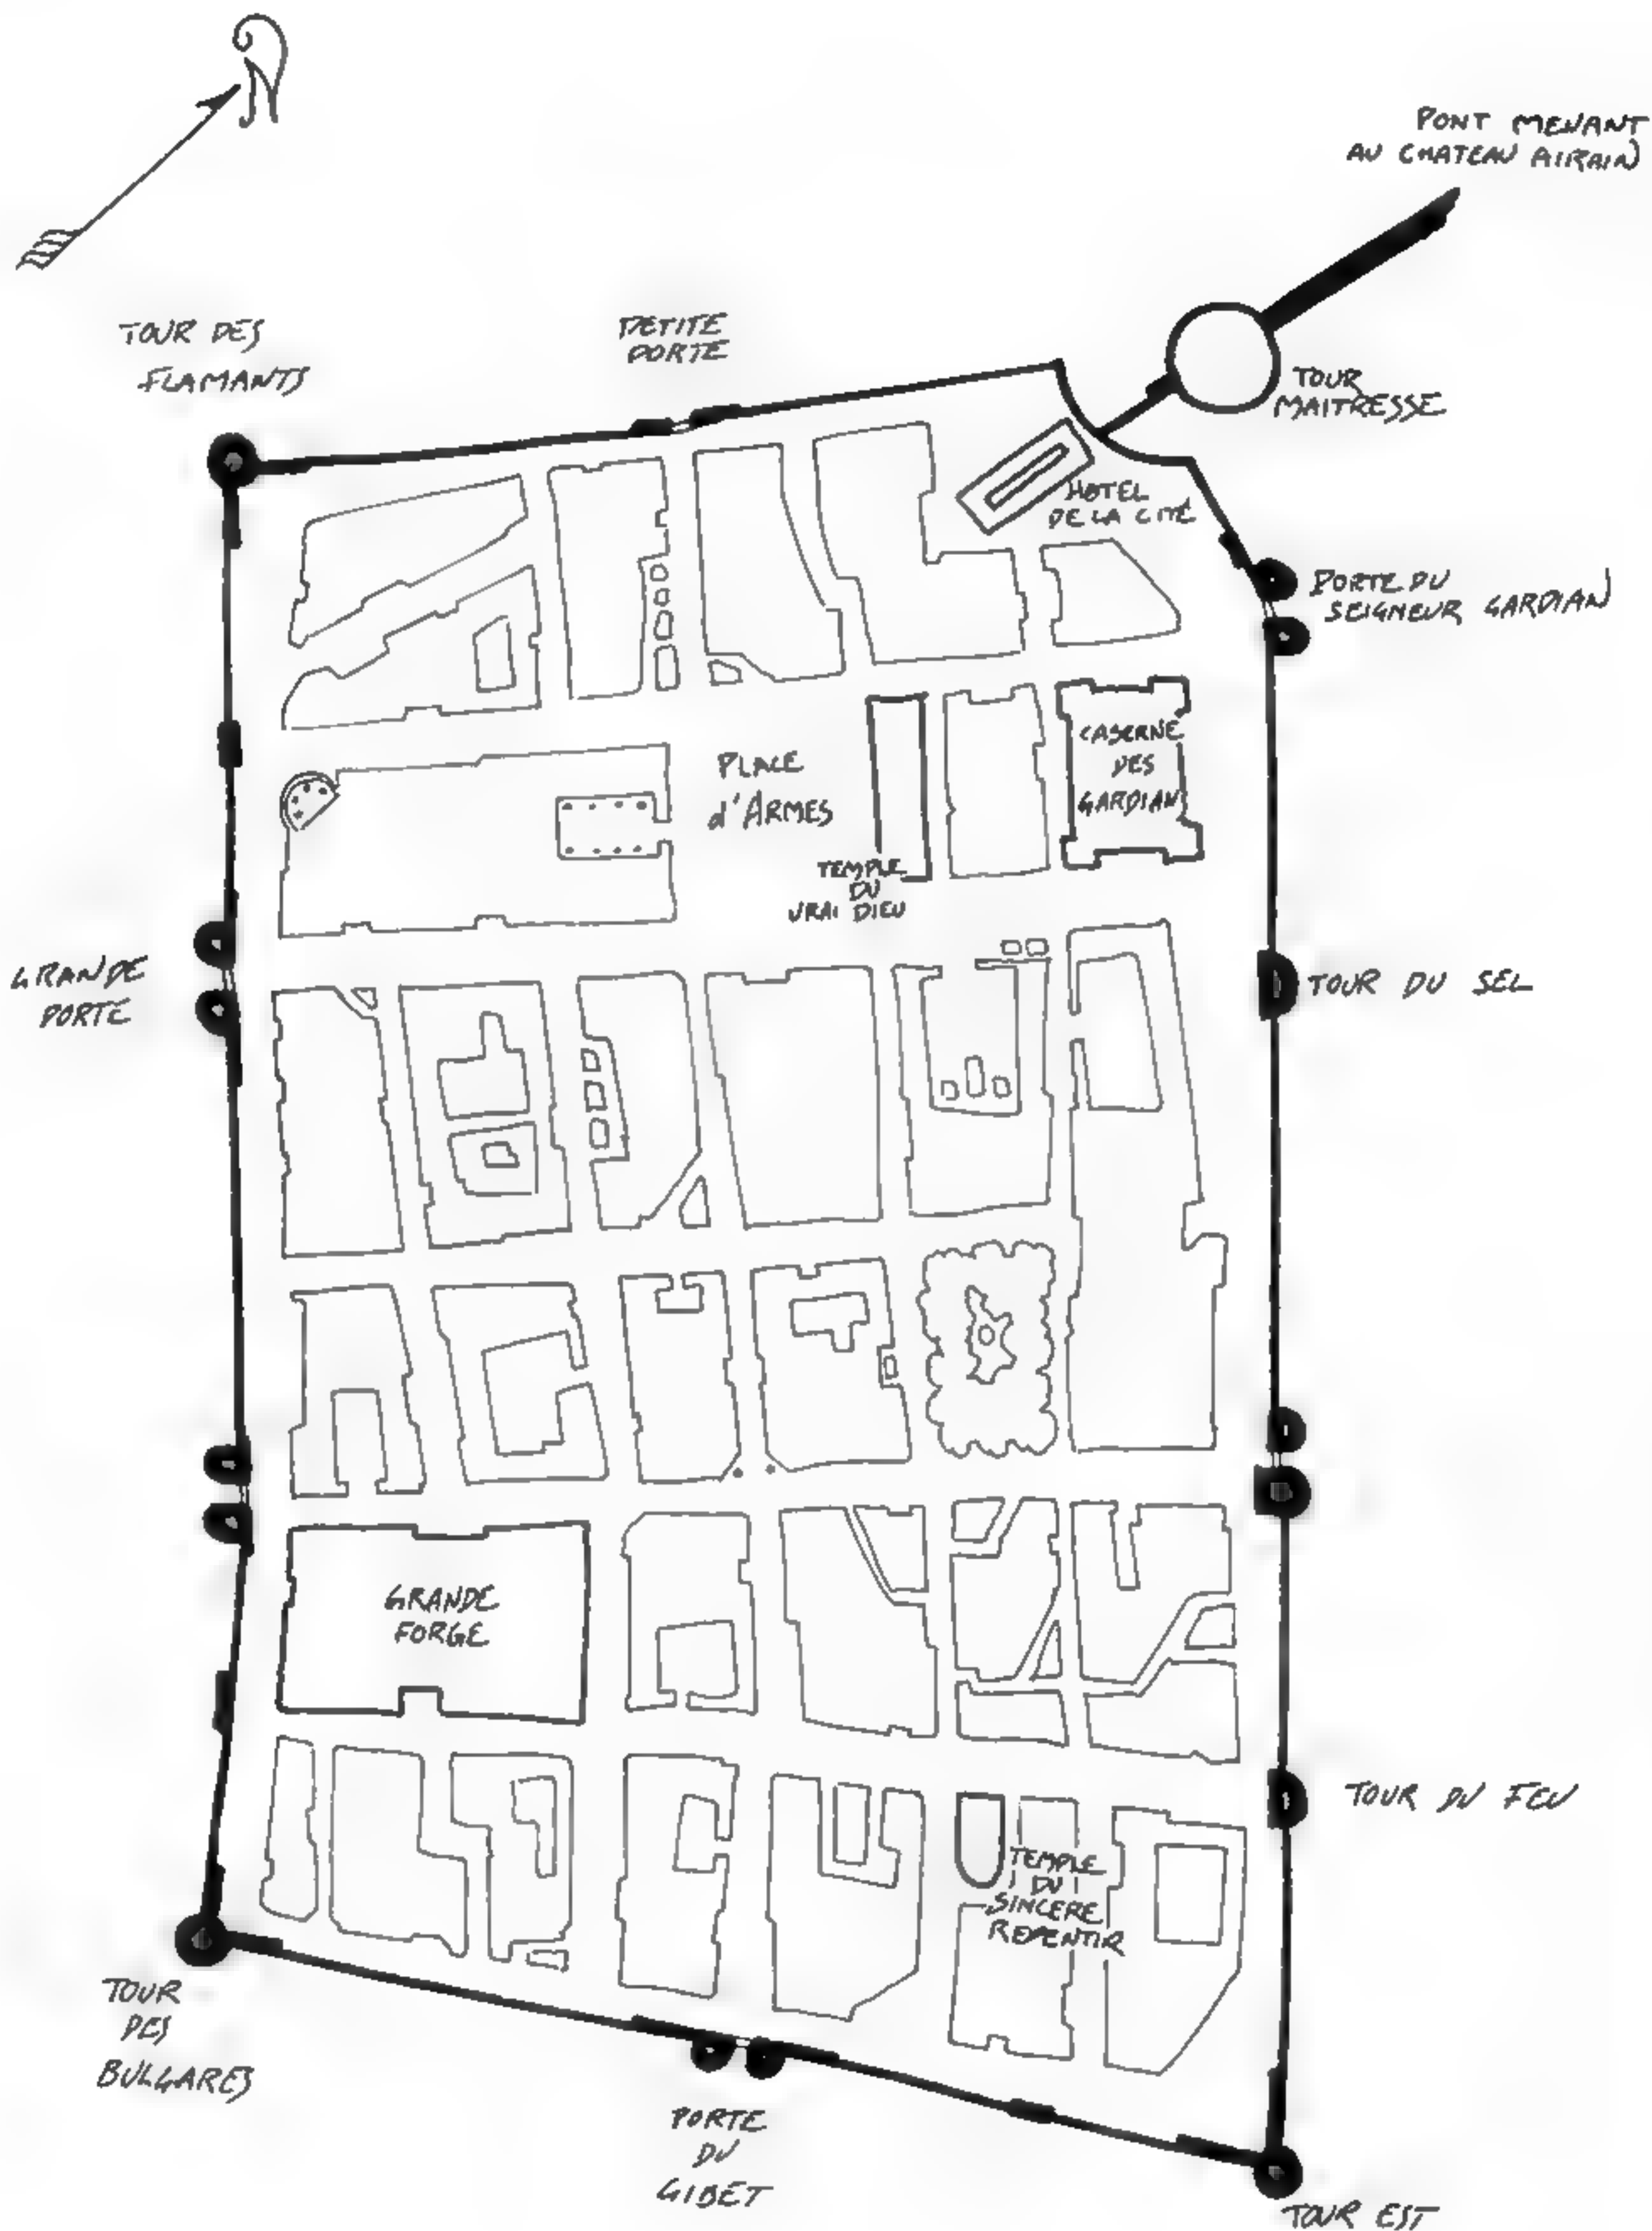 N
PONT MENANT
AU CHATEAU AIRAIN
TOUR DES
FLAMANTS
PETITE
PORTE
TOUR
MAITRESSE
HOTEL
DE LA CITÉ
PORTE DU
SEIGNEUR GARDIAN
PLACE
d'ARMES
CASERNE
DES
GARDIAN
TEMPLE
DU
VRAI DIEU
GRANDE
PORTE
TOUR DU SEL
GRANDE
FORGE
TOUR DU FEU
TEMPLE
DU
SINCERE
REPENTIR
TOUR
DES
BULGARES
PORTE
DU
GIBET
TOUR EST